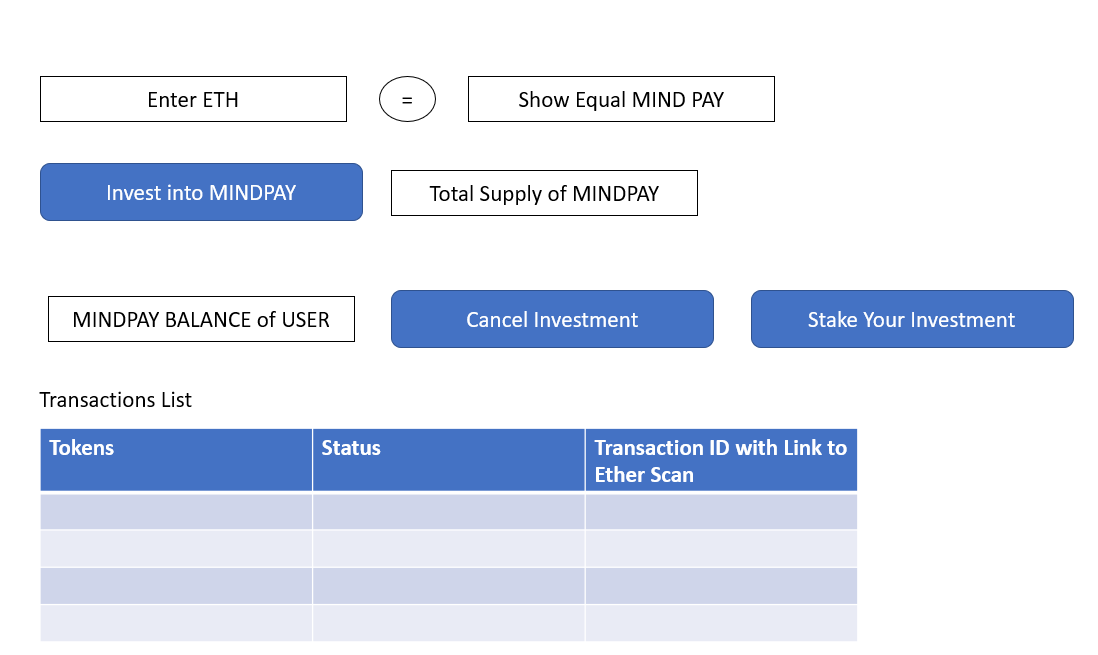 Enter ETH
=
Show Equal MIND PAY
Invest into MINDPAY
Total Supply of MINDPAY
MINDPAY BALANCE of USER
Cancel Investment
Stake Your Investment
Transactions List
Tokens
Status
Transaction ID with Link to
Ether Scan